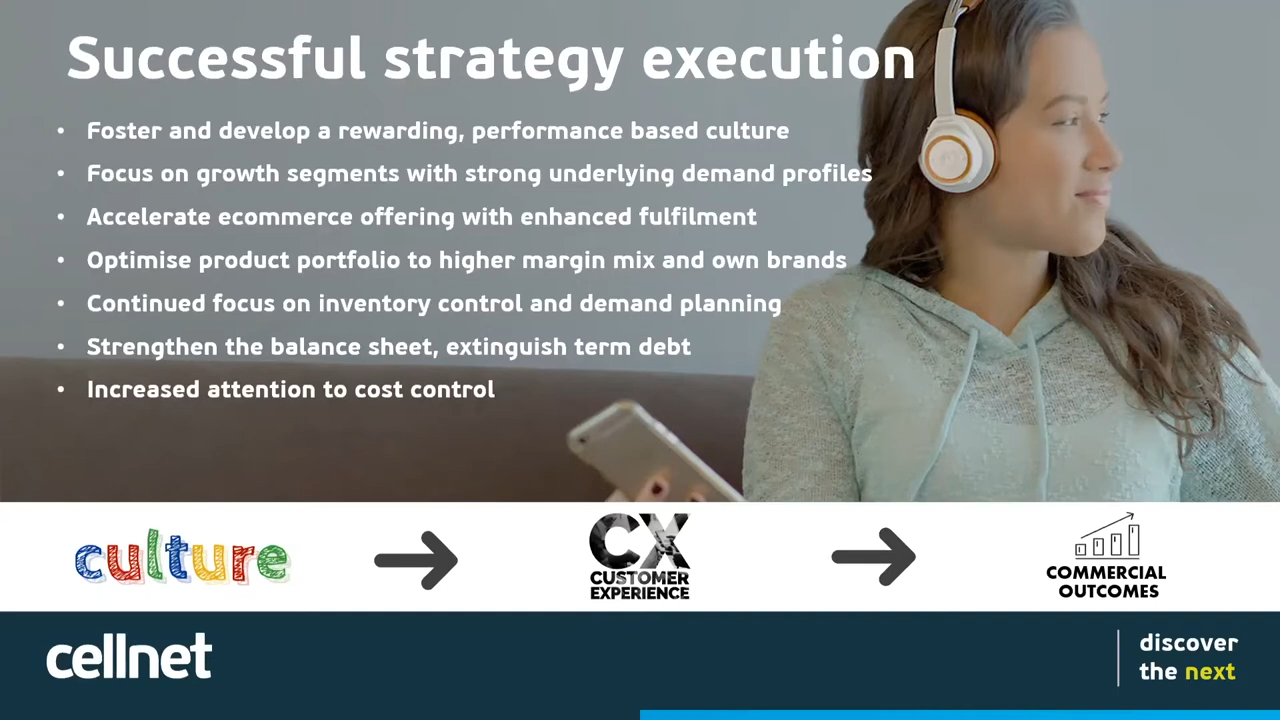 Successful strategy execution
• Foster and develop a rewarding, performance based culture
• Focus on growth segments with strong underlying demand profiles
• Accelerate ecommerce offering with enhanced fulfilment
• Optimise product portfolio to higher margin mix and own brands
• Continued focus on inventory control and demand planning
• Strengthen the balance sheet, extinguish term debt
• Increased attention to cost control
culture
CX
CUSTOMER
EXPERIENCE
COMMERCIAL
OUTCOMES
cellnet
discover
the next